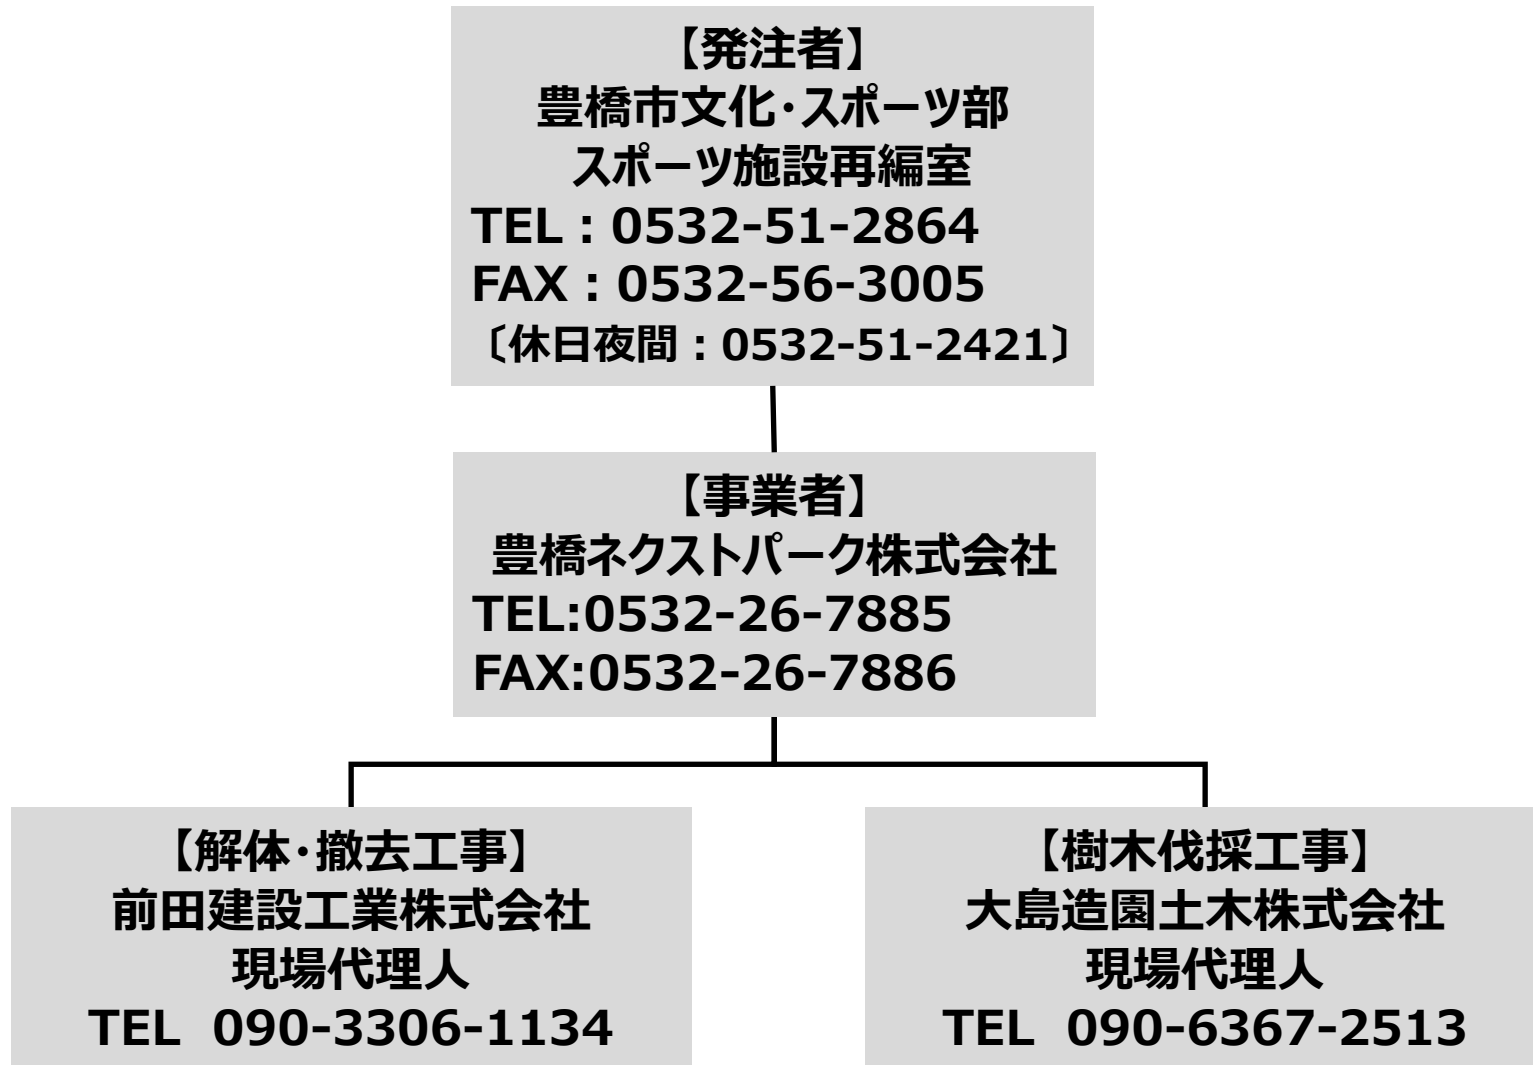 【発注者】
豊橋市文化･スポーツ部
スポーツ施設再編室
TEL：0532-51-2864
FAX：0532-56-3005
〔休日夜間：0532-51-2421〕
【事業者】
豊橋ネクストパーク株式会社
TEL:0532-26-7885
FAX:0532-26-7886
【解体･撤去工事】
前田建設工業株式会社
現場代理人
TEL  090-3306-1134
【樹木伐採工事】
大島造園土木株式会社
現場代理人
TEL  090-6367-2513